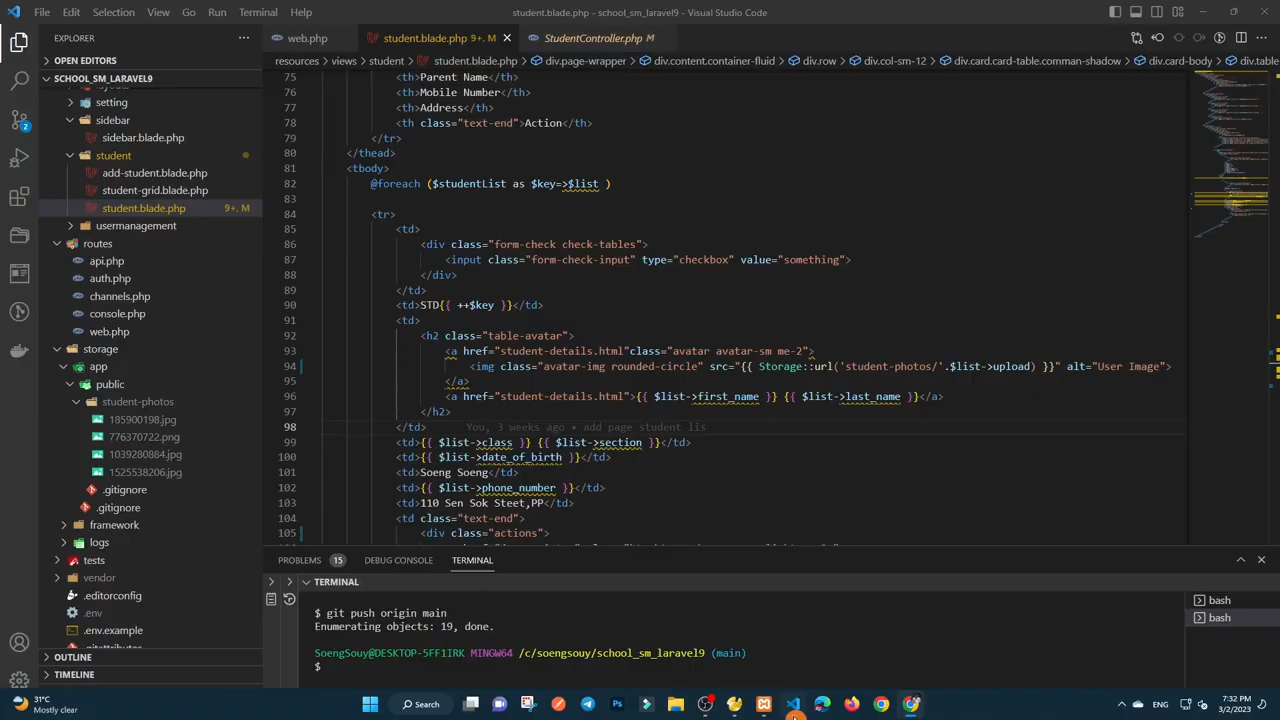 File Edit Selection View Go Run Terminal Help
student.blade.php - school_sm_laravel9 - Visual Studio Code
EXPLORER
OPEN EDITORS
SCHOOL_SM_LARAVEL9
setting
sidebar
sidebar.blade.php
student
add-student.blade.php
student-grid.blade.php
student.blade.php 9+, M
usermanagement
routes
api.php
auth.php
channels.php
console.php
web.php
storage
app
public
student-photos
185900198.jpg
776370722.png
1039280884.jpg
1525538206.jpg
.gitignore
.gitignore
framework
logs
tests
vendor
.editorconfig
.env
.env.example
OUTLINE
TIMELINE
web.php student.blade.php 9+, M StudentController.php M
resources > views > student > student.blade.php > div.page-wrapper > div.content.container-fluid > div.row > div.col-sm-12 > div.card.card-table.comman-shadow > div.card-body > div.table
75 <th>Parent Name</th>
76 <th>Mobile Number</th>
77 <th>Address</th>
78 <th class="text-end">Action</th>
79 </tr>
80 </thead>
81 <tbody>
82 @foreach ($studentList as $key=>$list )
83
84 <tr>
85 <td>
86 <div class="form-check check-tables">
87 <input class="form-check-input" type="checkbox" value="something">
88 </div>
89 </td>
90 <td>STD{{ ++$key }}</td>
91 <td>
92 <h2 class="table-avatar">
93 <a href="student-details.html"class="avatar avatar-sm me-2">
94 <img class="avatar-img rounded-circle" src="{{ Storage::url('student-photos/'.$list->upload) }}" alt="User Image">
95 </a>
96 <a href="student-details.html">{{ $list->first_name }} {{ $list->last_name }}</a>
97 </h2>
98 </td> You, 3 weeks ago • add page student lis
99 <td>{{ $list->class }} {{ $list->section }}</td>
100 <td>{{ $list->date_of_birth }}</td>
101 <td>Soeng Soeng</td>
102 <td>{{ $list->phone_number }}</td>
103 <td>110 Sen Sok Steet,PP</td>
104 <td class="text-end">
105 <div class="actions">
PROBLEMS 15 DEBUG CONSOLE TERMINAL
TERMINAL
$ git push origin main
Enumerating objects: 19, done.
SoengSouy@DESKTOP-5FF1IRK MINGW64 /c/soengsouy/school_sm_laravel9 (main)
$
bash
bash
2
31°C
Mostly clear
Search
Ps
ENG
7:32 PM
3/2/2023